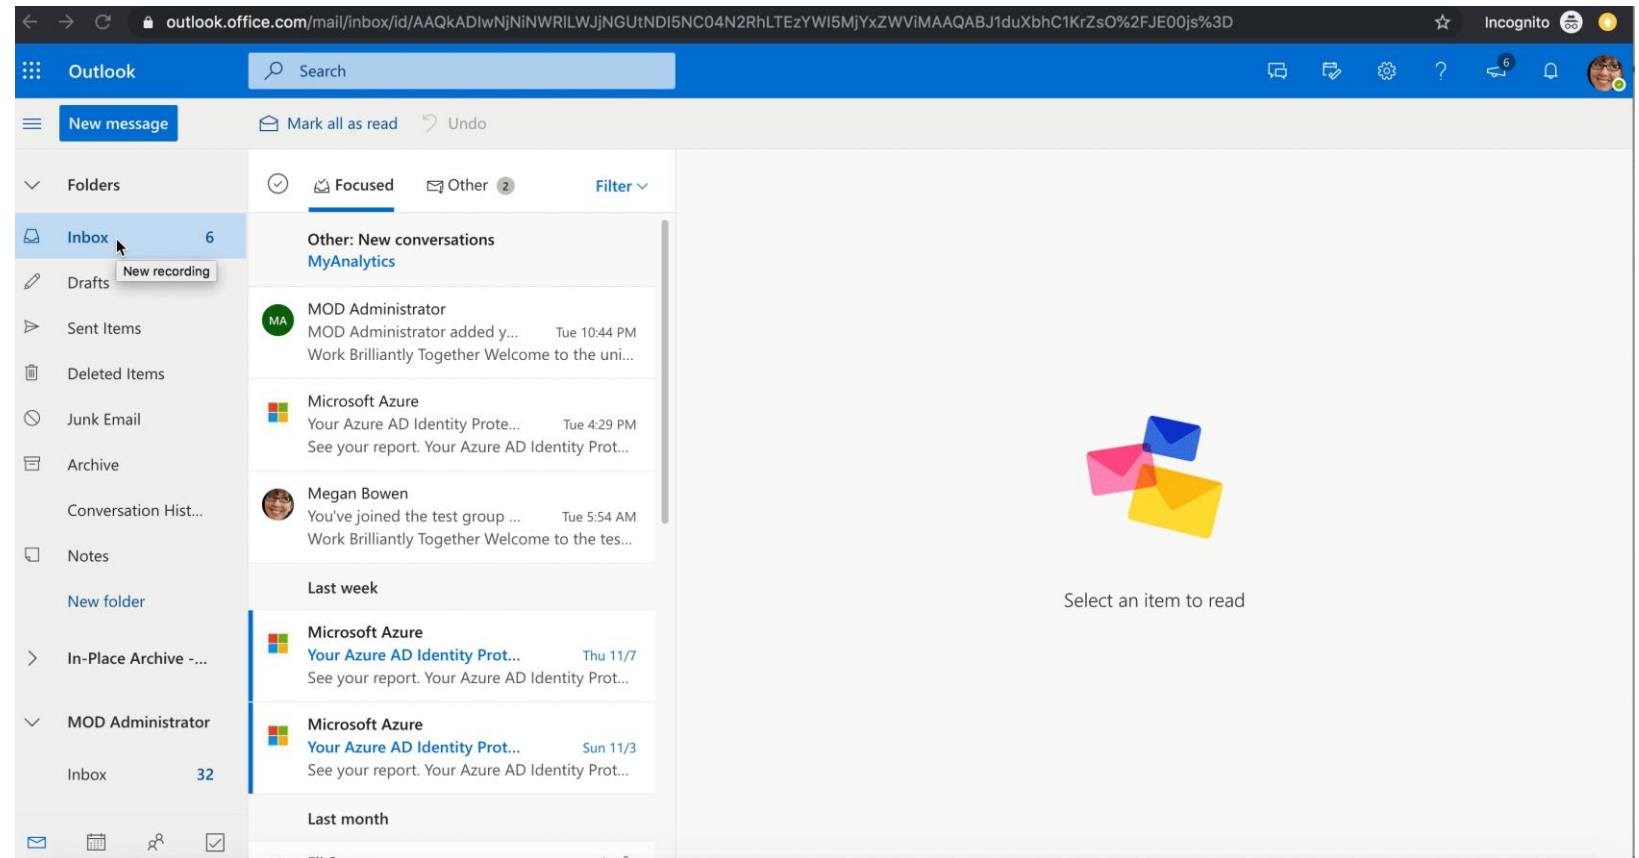 outlook.office.com/mail/inbox/id/AAQkADIwNjNiNWRlLWJjNGUtNDI5NC04N2RhLTEzYWI5MjYxZWViMAAQABJ1duXbhC1KrZsO%2FJE00js%3D
Incognito
Outlook
Search
6
New message
Mark all as read
Undo
Folders
Focused
Other 2
Filter
Inbox 6
New recording
Drafts
Sent Items
Deleted Items
Junk Email
Archive
Conversation Hist...
Notes
New folder
In-Place Archive -...
MOD Administrator
Inbox 32
Other: New conversations
MyAnalytics
MA
MOD Administrator
MOD Administrator added y... Tue 10:44 PM
Work Brilliantly Together Welcome to the uni...
Microsoft Azure
Your Azure AD Identity Prote... Tue 4:29 PM
See your report. Your Azure AD Identity Prot...
Megan Bowen
You've joined the test group ... Tue 5:54 AM
Work Brilliantly Together Welcome to the tes...
Last week
Microsoft Azure
Your Azure AD Identity Prot... Thu 11/7
See your report. Your Azure AD Identity Prot...
Microsoft Azure
Your Azure AD Identity Prot... Sun 11/3
See your report. Your Azure AD Identity Prot...
Last month
Select an item to read